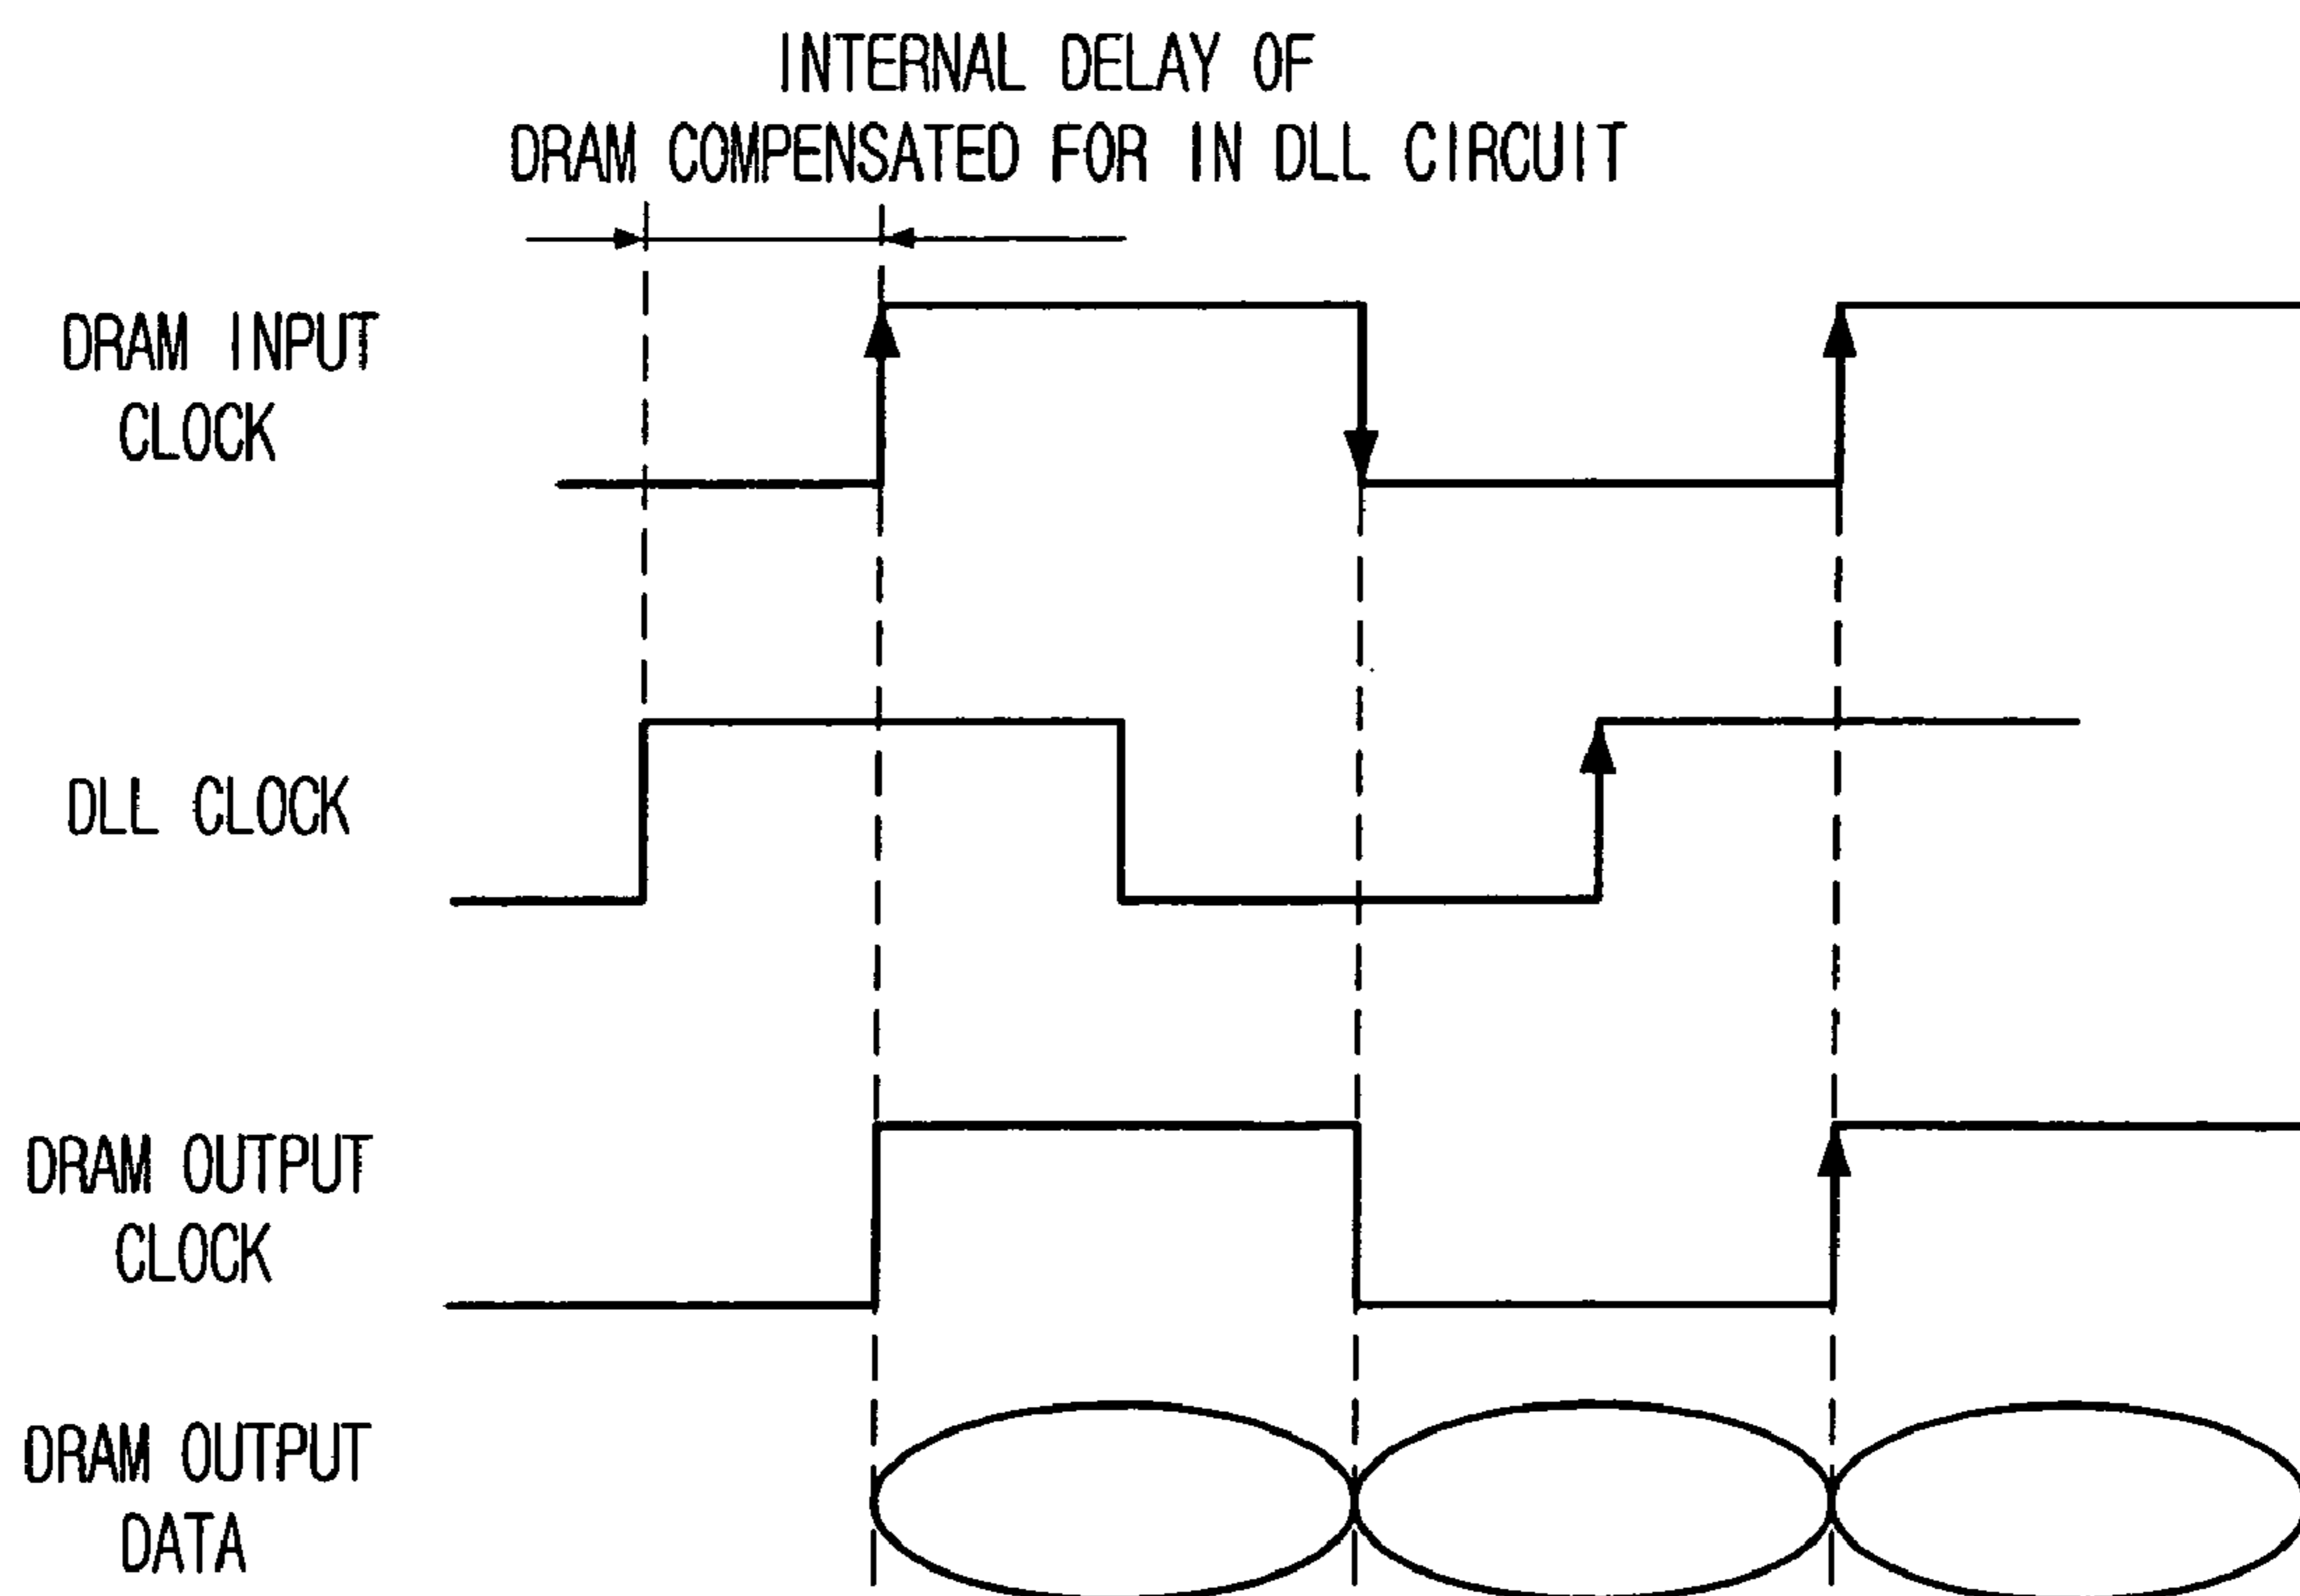 INTERNAL DELAY OF
DRAM COMPENSATED FOR IN DLL CIRCUIT
DRAM INPUT
CLOCK
DLL CLOCK
DRAM OUTPUT
CLOCK
DRAM OUTPUT
DATA